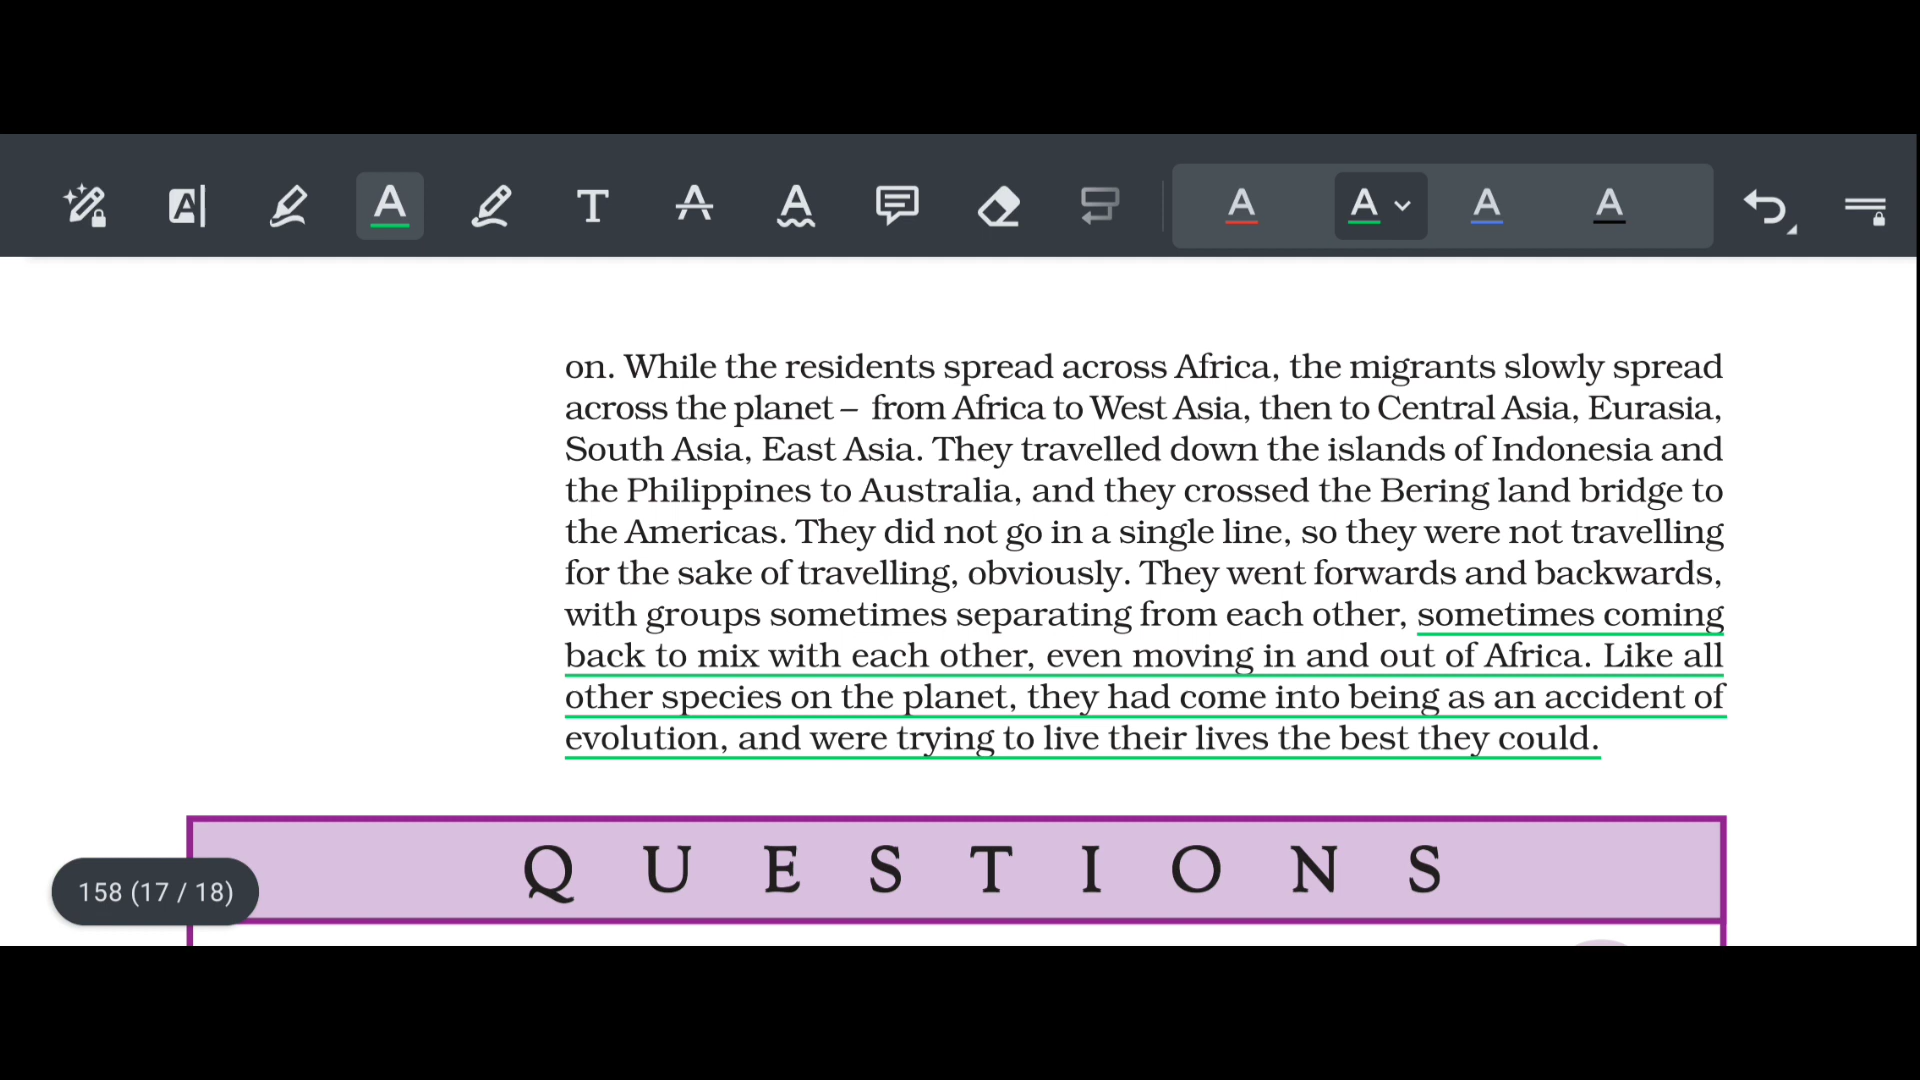 A A T A A A A A A
on. While the residents spread across Africa, the migrants slowly spread
across the planet – from Africa to West Asia, then to Central Asia, Eurasia,
South Asia, East Asia. They travelled down the islands of Indonesia and
the Philippines to Australia, and they crossed the Bering land bridge to
the Americas. They did not go in a single line, so they were not travelling
for the sake of travelling, obviously. They went forwards and backwards,
with groups sometimes separating from each other, sometimes coming
back to mix with each other, even moving in and out of Africa. Like all
other species on the planet, they had come into being as an accident of
evolution, and were trying to live their lives the best they could.
QUESTIONS
158 (17 / 18)